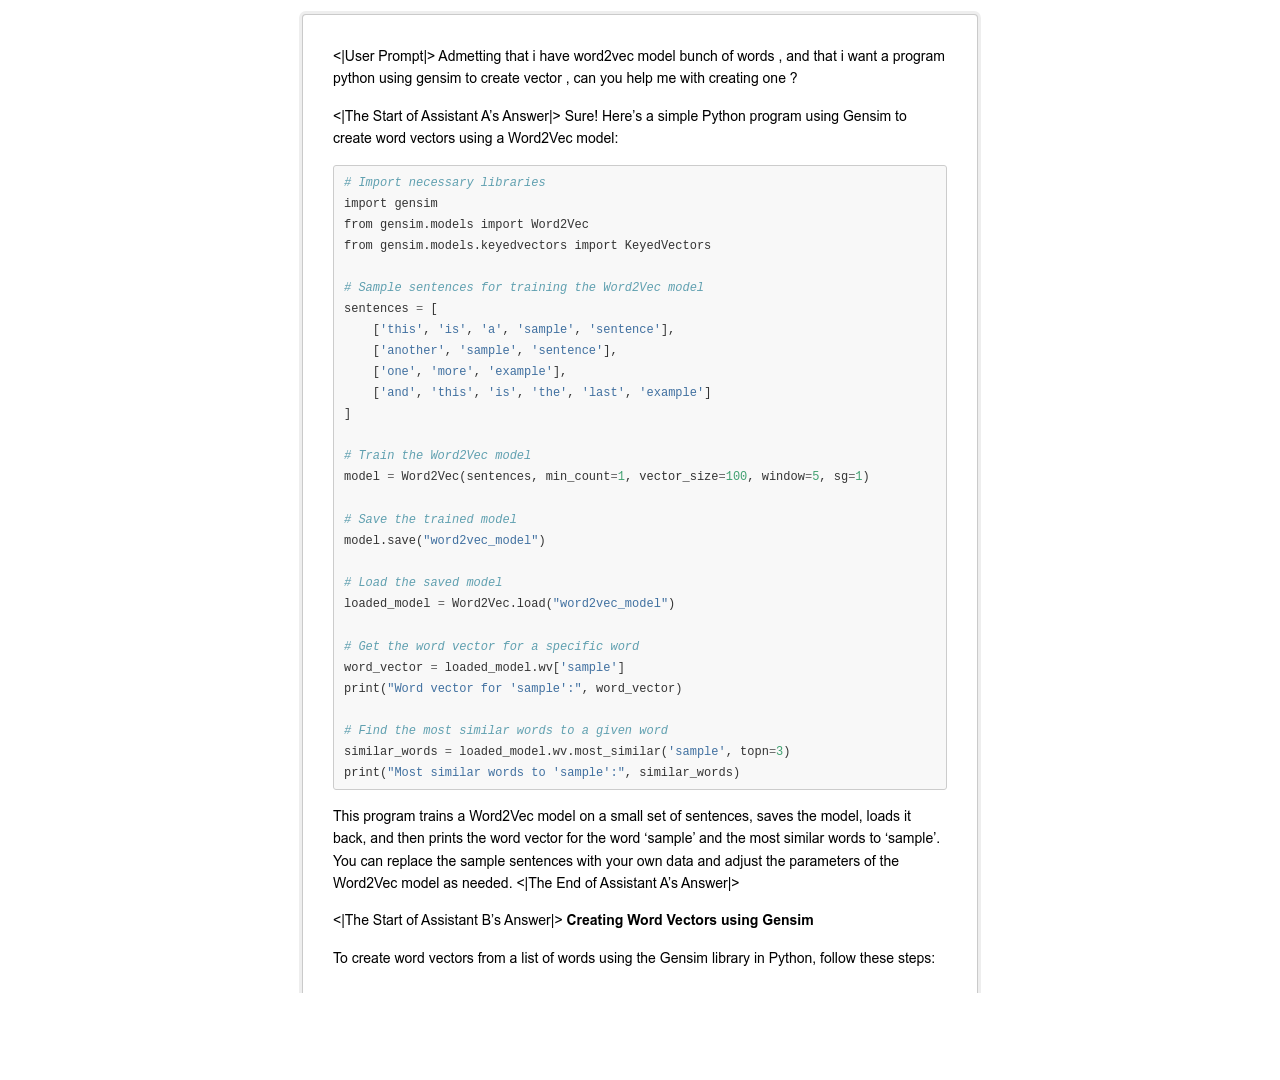 <|User Prompt|> Admetting that i have word2vec model bunch of words , and that i want a program
python using gensim to create vector , can you help me with creating one ?
<|The Start of Assistant A’s Answer|> Sure! Here’s a simple Python program using Gensim to
create word vectors using a Word2Vec model:
# Import necessary libraries
import gensim
from gensim.models import Word2Vec
from gensim.models.keyedvectors import KeyedVectors
# Sample sentences for training the Word2Vec model
sentences = [
    ['this', 'is', 'a', 'sample', 'sentence'],
    ['another', 'sample', 'sentence'],
    ['one', 'more', 'example'],
    ['and', 'this', 'is', 'the', 'last', 'example']
]
# Train the Word2Vec model
model = Word2Vec(sentences, min_count=1, vector_size=100, window=5, sg=1)
# Save the trained model
model.save("word2vec_model")
# Load the saved model
loaded_model = Word2Vec.load("word2vec_model")
# Get the word vector for a specific word
word_vector = loaded_model.wv['sample']
print("Word vector for 'sample':", word_vector)
# Find the most similar words to a given word
similar_words = loaded_model.wv.most_similar('sample', topn=3)
print("Most similar words to 'sample':", similar_words)
This program trains a Word2Vec model on a small set of sentences, saves the model, loads it
back, and then prints the word vector for the word ‘sample’ and the most similar words to ‘sample’.
You can replace the sample sentences with your own data and adjust the parameters of the
Word2Vec model as needed. <|The End of Assistant A’s Answer|>
<|The Start of Assistant B’s Answer|> Creating Word Vectors using Gensim
To create word vectors from a list of words using the Gensim library in Python, follow these steps: